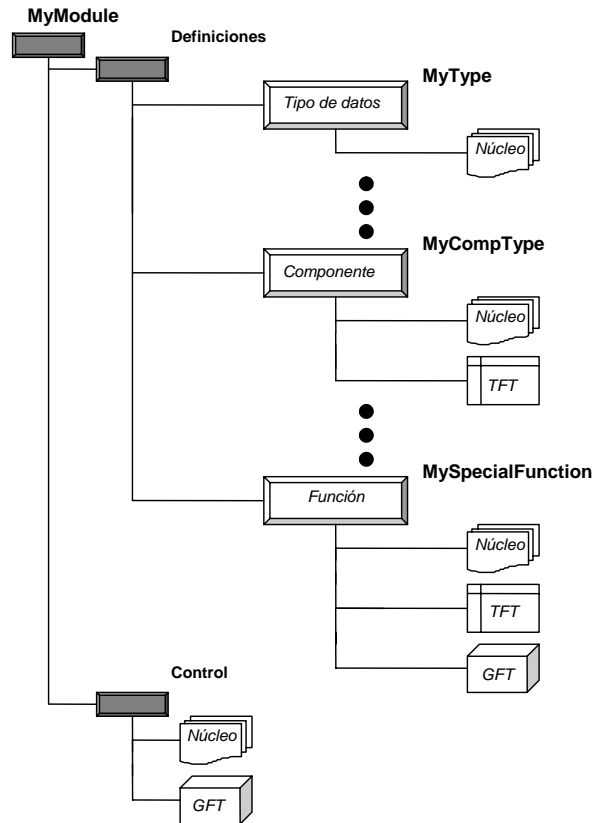 MyModule
Definiciones
MyType
Tipo de datos
Núcleo
MyCompType
Componente
Núcleo
TFT
MySpecialFunction
Función
Núcleo
TFT
GFT
Control
Núcleo
GFT